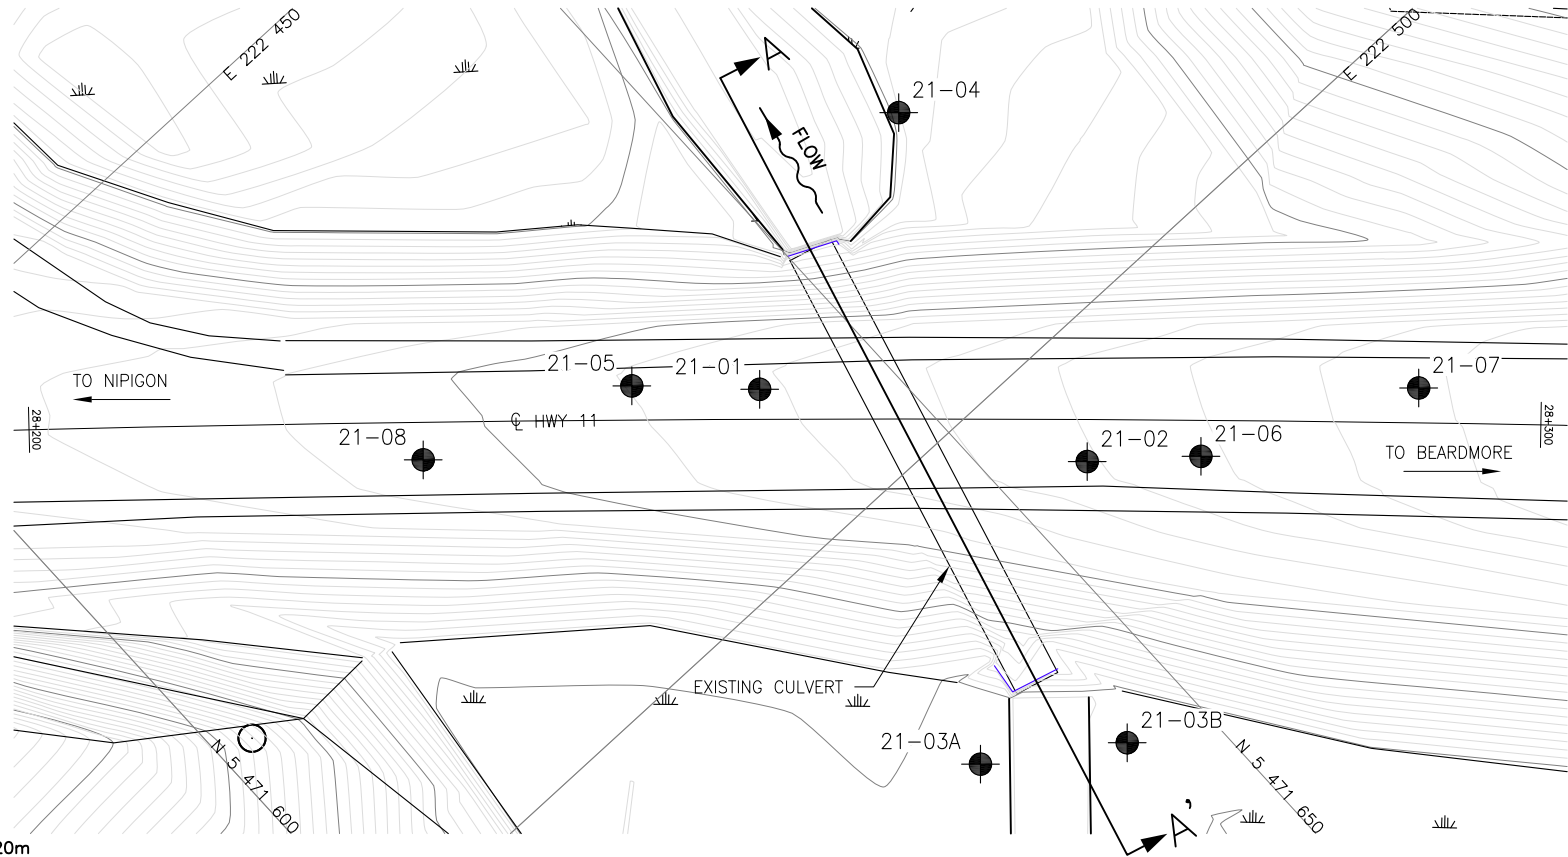 E 222 450
E 222 500
A
21-04
FLOW
21-05
21-01
21-07
TO NIPIGON
28+200
28+300
℄ HWY 11
21-08
21-02
21-06
TO BEARDMORE
EXISTING CULVERT
21-03B
21-03A
N 5 471 600
N 5 471 650
A'
20m